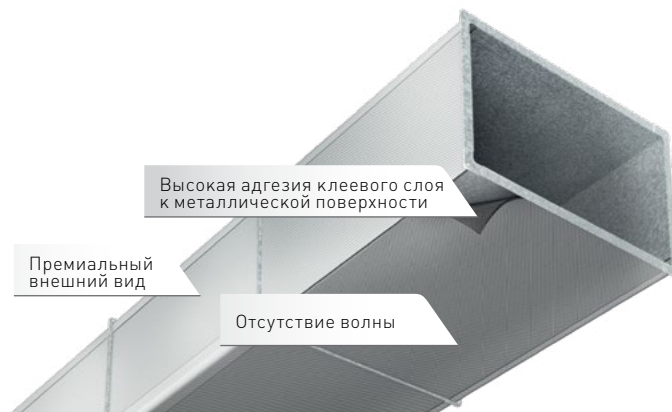 Высокая адгезия клеевого слоя
к металлической поверхности
Премиальный
внешний вид
Отсутствие волны